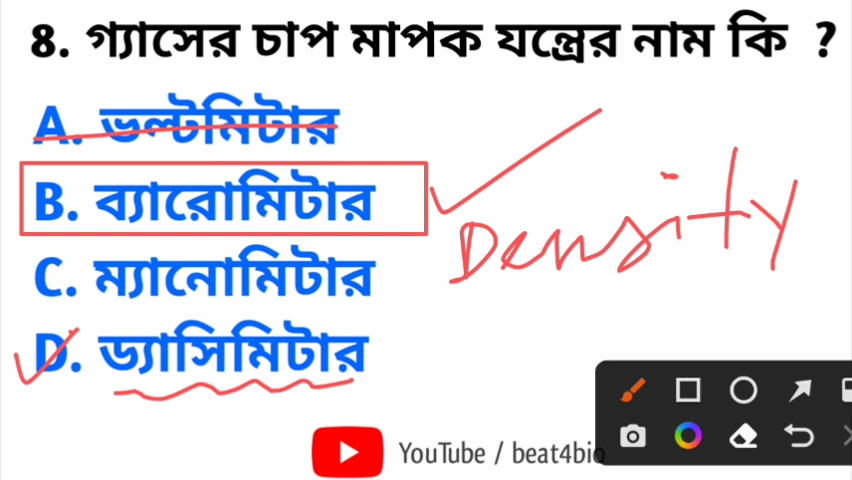 8. গ্যাসের চাপ মাপক যন্ত্রের নাম কি ?
A. ভল্টমিটার
B. ব্যারোমিটার
Density
C. ম্যানোমিটার
D. ড্যাসিমিটার
YouTube / beat4bio